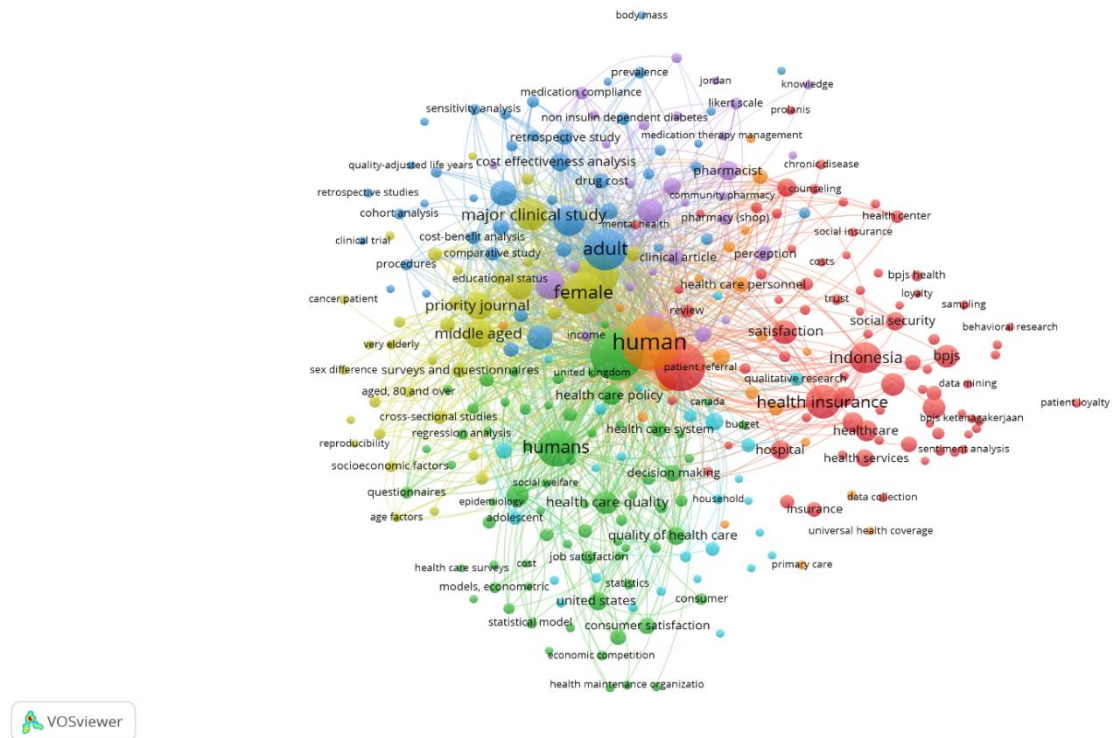 body mass
prevalence
jordan
knowledge
medication compliance
likert scale
prolanis
sensitivity analysis
non insulin dependent diabetes
retrospective study
medication therapy management
cost effectiveness analysis
chronic disease
quality-adjusted life years
drug cost
pharmacist
counseling
retrospective studies
community pharmacy
cohort analysis
major clinical study
pharmacy (shop)
health center
mental health
social insurance
clinical trial
cost-benefit analysis
adult
comparative study
clinical article
perception
costs
procedures
educational status
health care personnel
bpjs health
trust
loyalty
cancer patient
priority journal
female
sampling
review
social security
behavioral research
very elderly
middle aged
income
human
satisfaction
indonesia
bpjs
sex difference
surveys and questionnaires
united kingdom
patient referral
qualitative research
data mining
aged, 80 and over
health care policy
canada
health insurance
patient loyalty
cross-sectional studies
budget
bpjs ketenagakerjaan
reproducibility
regression analysis
health care system
healthcare
humans
hospital
sentiment analysis
socioeconomic factors
decision making
health services
questionnaires
social welfare
epidemiology
health care quality
household
data collection
age factors
adolescent
insurance
quality of health care
universal health coverage
health care surveys
cost
job satisfaction
primary care
models, econometric
statistics
united states
consumer
statistical model
consumer satisfaction
economic competition
health maintenance organizatio
VOSviewer